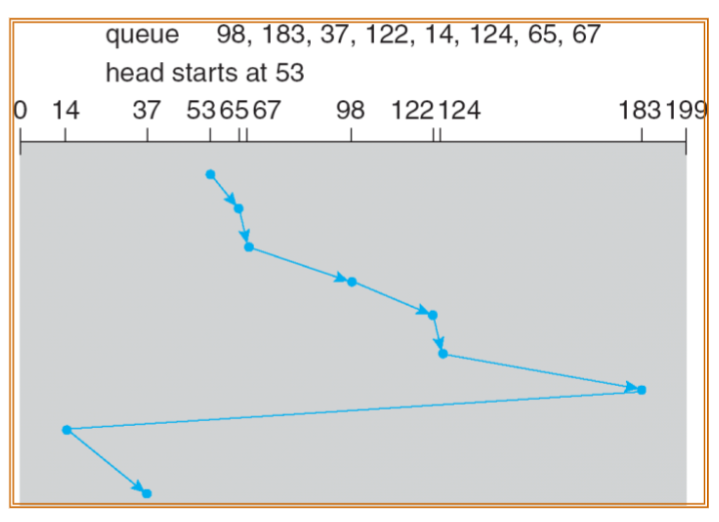 queue 98, 183, 37, 122, 14, 124, 65, 67
head starts at 53
0 14 37 53 65 67 98 122 124 183 199